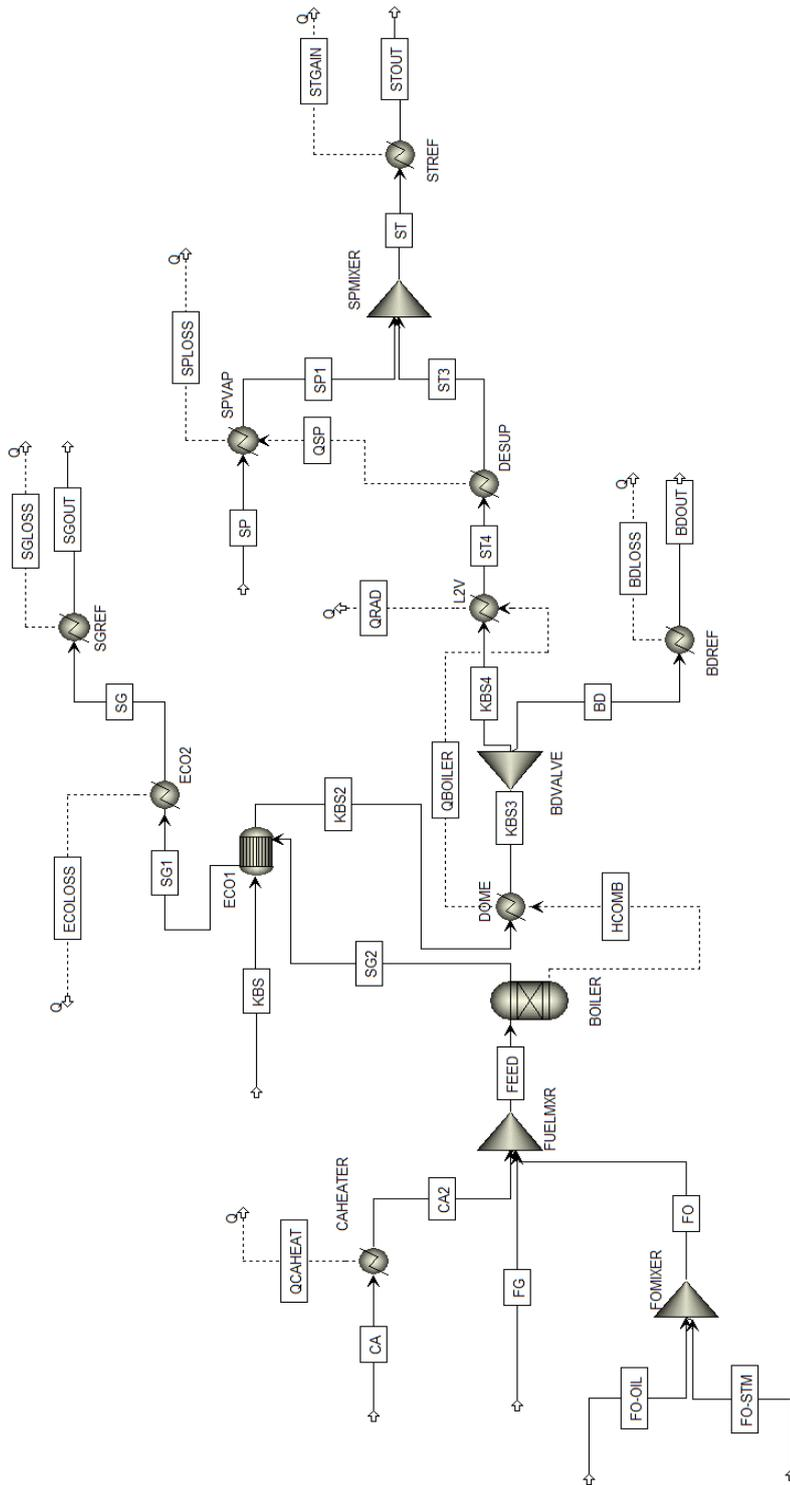 Q
STGAIN
STOUT
STREF
ST
SPMIXER
Q
SPLOSS
SPVAP
SP1
ST3
QSP
DESUP
SP
ST4
Q
SGLOSS
SGOUT
SGREF
SG
Q
QRAD
L2V
Q
BDLOSS
BDOUT
BDREF
KBS4
BD
ECO2
ECOLOSS
Q
SG1
ECO1
KBS2
QBOILER
BDVALVE
KBS3
DOME
HCOMB
KBS
SG2
BOILER
FEED
FUELMXR
CAHEATER
Q
QCAHEAT
CA2
CA
FG
FO
FOMIXER
FO-OIL
FO-STM